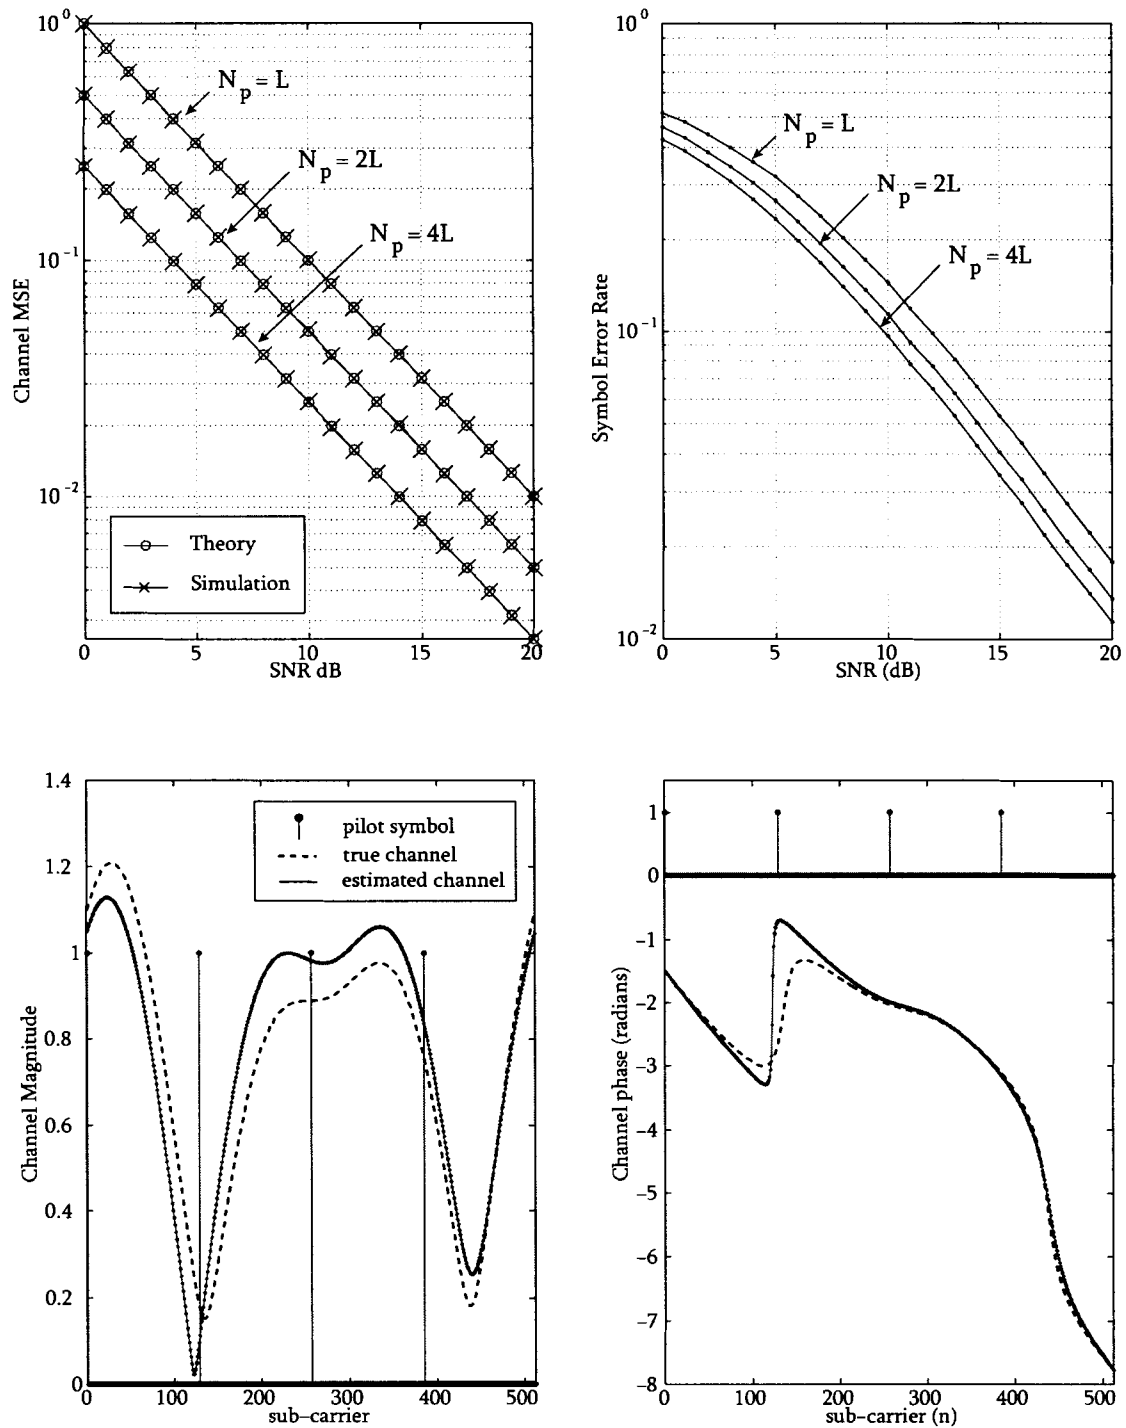 10^0
N_p = L
N_p = 2L
N_p = 4L
10^-1
Channel MSE
10^-2
Theory
Simulation
0 5 10 15 20
SNR dB
10^0
N_p = L
N_p = 2L
N_p = 4L
10^-1
Symbol Error Rate
10^-2
0 5 10 15 20
SNR (dB)
1.4
1.2
1
0.8
0.6
0.4
0.2
0
Channel Magnitude
pilot symbol
true channel
estimated channel
0 100 200 300 400 500
sub-carrier
1
0
-1
-2
-3
-4
-5
-6
-7
-8
Channel phase (radians)
0 100 200 300 400 500
sub-carrier (n)